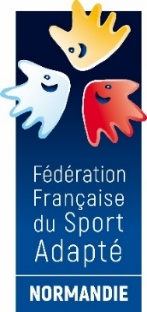 Fédération
Française
du Sport
Adapté
NORMANDIE